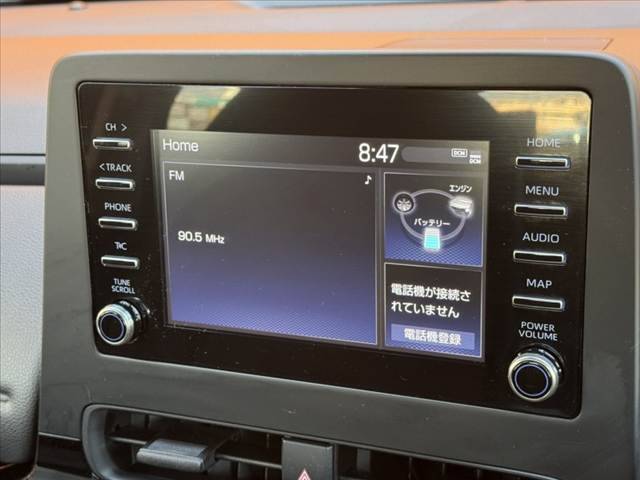 CH >
< TRACK
PHONE
T/C
TUNE
SCROLL
Home
8:47
DCM
DCM
FM
90.5 MHz
エンジン
バッテリー
電話機が接続さ
れていません
電話機登録
HOME
MENU
AUDIO
MAP
POWER
VOLUME